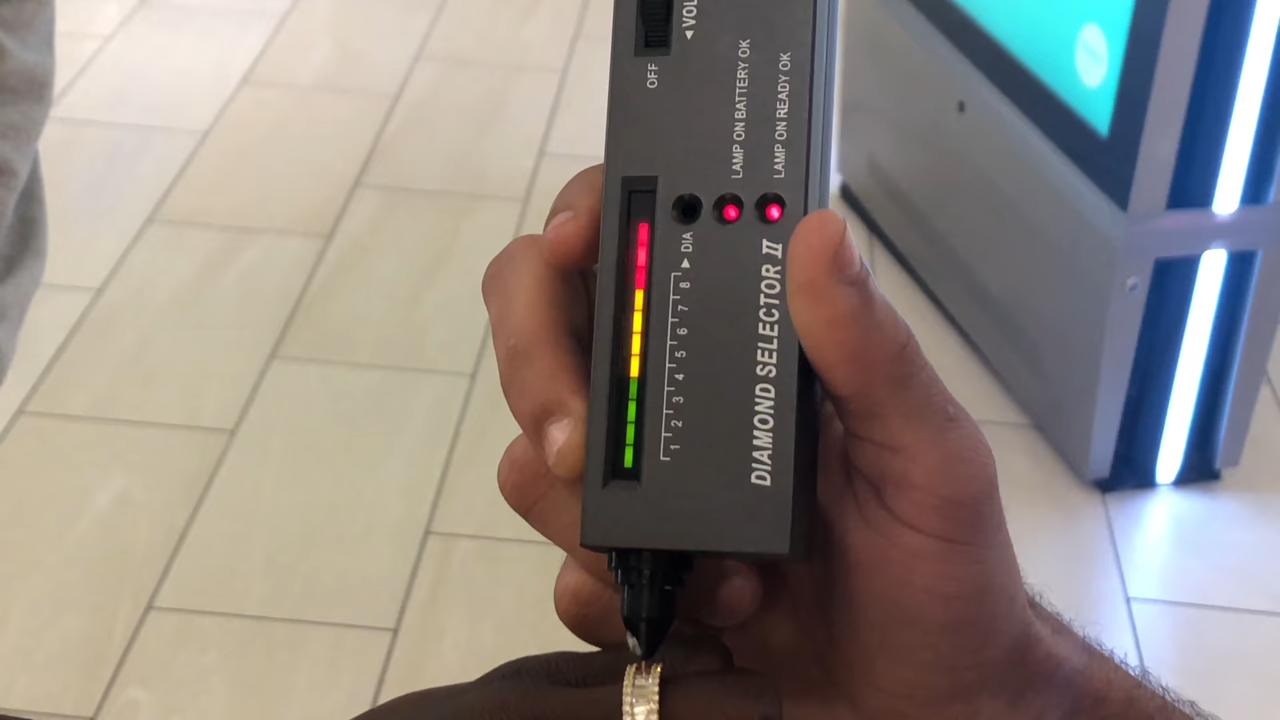 ◀ VOL
OFF
LAMP ON BATTERY OK
LAMP ON READY OK
1 2 3 4 5 6 7 8 ▶ DIA
DIAMOND SELECTOR II